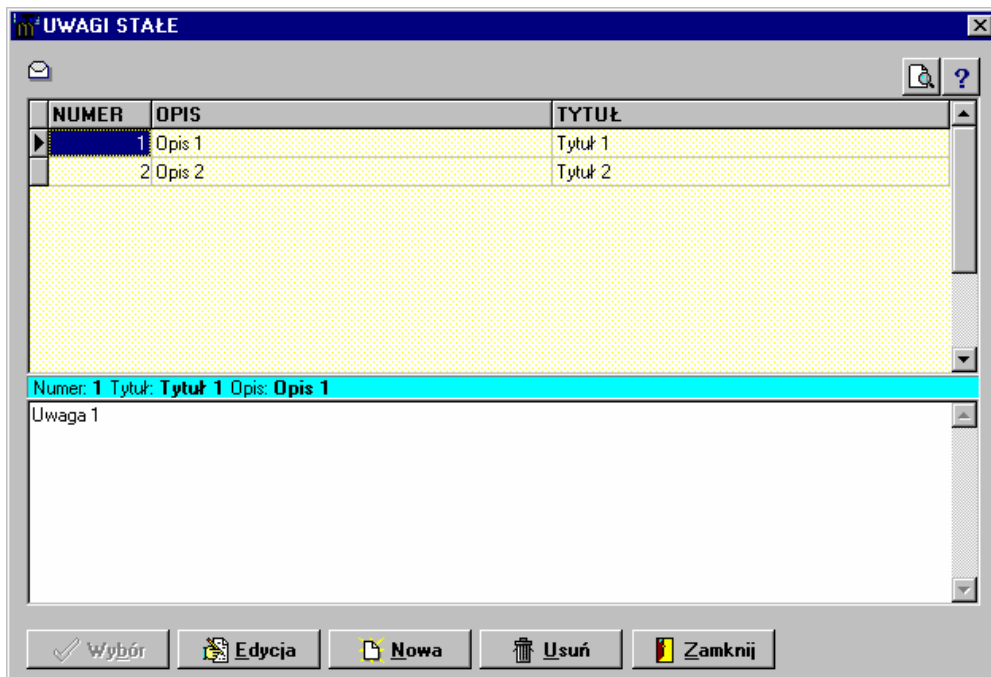 UWAGI STAŁE
?
NUMER OPIS TYTUŁ
1 Opis 1 Tytuł 1
2 Opis 2 Tytuł 2
Numer: 1 Tytuł: Tytuł 1 Opis: Opis 1
Uwaga 1
Wybór Edycja Nowa Usuń Zamknij